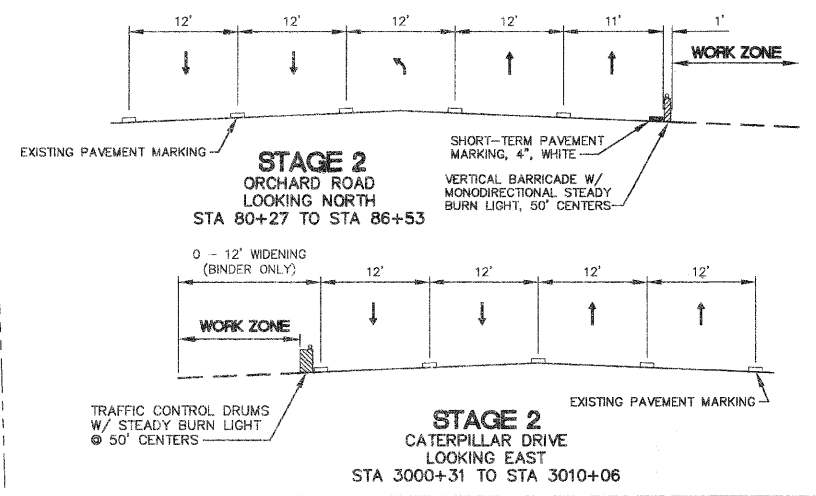 12' 12' 12' 12' 11' 1'
WORK ZONE
EXISTING PAVEMENT MARKING
SHORT-TERM PAVEMENT
MARKING, 4", WHITE
VERTICAL BARRICADE W/
MONODIRECTIONAL STEADY
BURN LIGHT, 50' CENTERS
STAGE 2
ORCHARD ROAD
LOOKING NORTH
STA 80+27 TO STA 86+53
0 - 12' WIDENING
(BINDER ONLY)
12' 12' 12' 12'
WORK ZONE
TRAFFIC CONTROL DRUMS
W/ STEADY BURN LIGHT
@ 50' CENTERS
EXISTING PAVEMENT MARKING
STAGE 2
CATERPILLAR DRIVE
LOOKING EAST
STA 3000+31 TO STA 3010+06